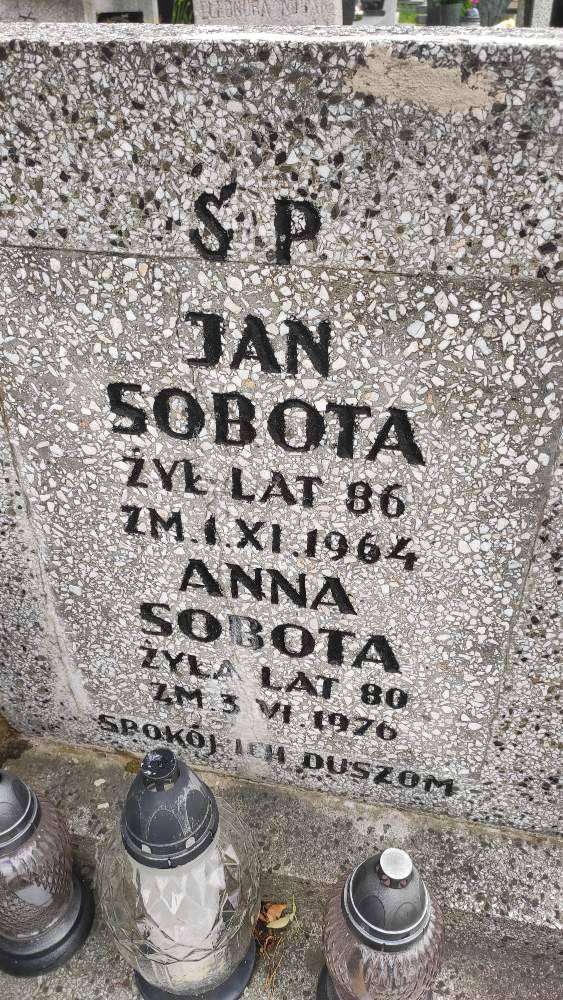 Ś P
JAN
SOBOTA
ŻYŁ LAT 86
ZM.1.XI.1964
ANNA
SOBOTA
ŻYŁA LAT 80
ZM.3 VI.1976
SPOKÓJ ICH DUSZOM